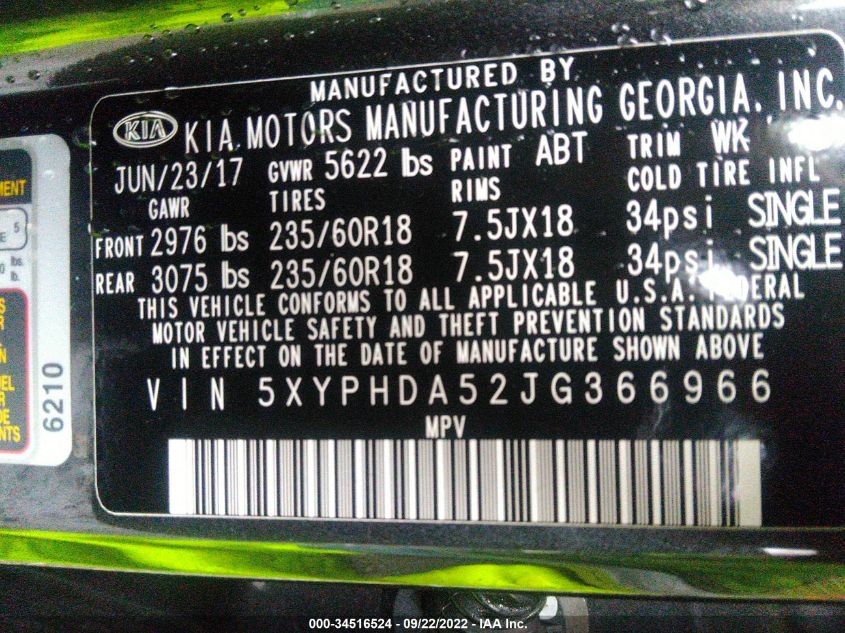 MANUFACTURED BY
KIA KIA MOTORS MANUFACTURING GEORGIA, INC.
JUN/23/17 GVWR 5622 lbs PAINT ABT TRIM WK
GAWR TIRES RIMS COLD TIRE INFL
FRONT 2976 lbs 235/60R18 7.5JX18 34psi SINGLE
REAR 3075 lbs 235/60R18 7.5JX18 34psi SINGLE
THIS VEHICLE CONFORMS TO ALL APPLICABLE U.S.A. FEDERAL
MOTOR VEHICLE SAFETY AND THEFT PREVENTION STANDARDS
IN EFFECT ON THE DATE OF MANUFACTURE SHOWN ABOVE
VIN 5XYPHDA52JG366966
MPV
6210
000-34516524 - 09/22/2022 - IAA Inc.